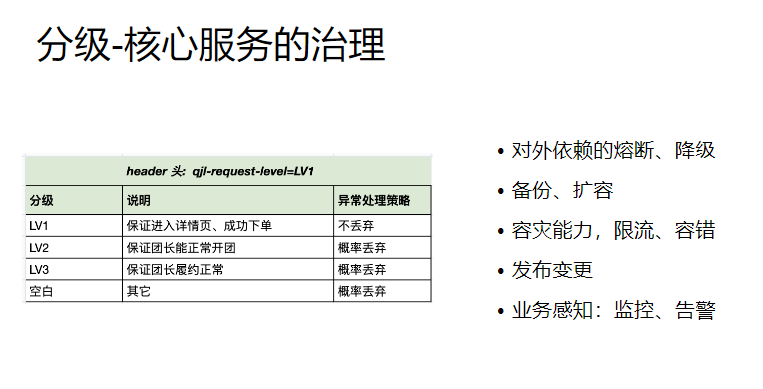 分级-核心服务的治理
header 头: qjl-request-level=LV1
分级 说明 异常处理策略
LV1 保证进入详情页、成功下单 不丢弃
LV2 保证团长能正常开团 概率丢弃
LV3 保证团长履约正常 概率丢弃
空白 其它 概率丢弃
• 对外依赖的熔断、降级
• 备份、扩容
• 容灾能力，限流、容错
• 发布变更
• 业务感知：监控、告警